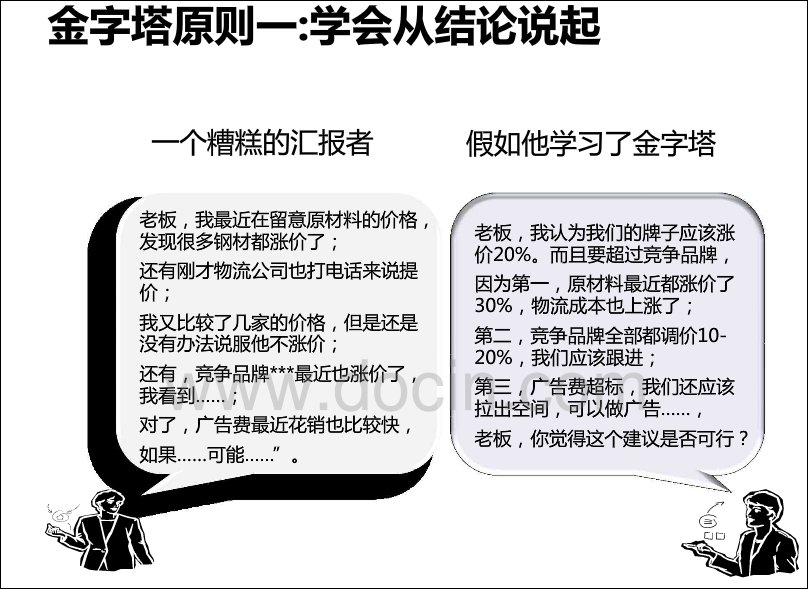 金字塔原则一:学会从结论说起
一个糟糕的汇报者
老板，我最近在留意原材料的价格，
发现很多钢材都涨价了；
还有刚才物流公司也打电话来说提
价；
我又比较了几家的价格，但是还是
没有办法说服他不涨价；
还有，竞争品牌***最近也涨价了，
我看到……；
对了，广告费最近花销也比较快，
如果……可能……”。
假如他学习了金字塔
老板，我认为我们的牌子应该涨
价20%。而且要超过竞争品牌，
因为第一，原材料最近都涨价了
30%，物流成本也上涨了；
第二，竞争品牌全部都调价10-
20%，我们应该跟进；
第三，广告费超标，我们还应该
拉出空间，可以做广告……，
老板，你觉得这个建议是否可行？
www.docin.com